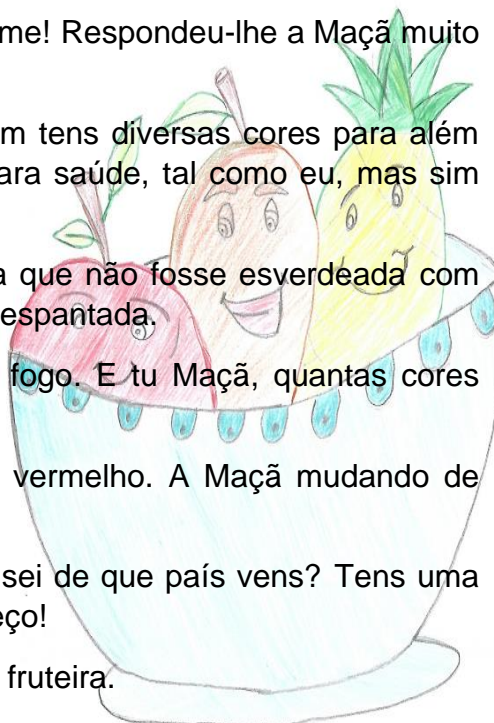 me! Respondeu-lhe a Maçã muito
m tens diversas cores para além
ara saúde, tal como eu, mas sim
a que não fosse esverdeada com
espantada.
fogo. E tu Maçã, quantas cores
vermelho. A Maçã mudando de
sei de que país vens? Tens uma
eço!
fruteira.